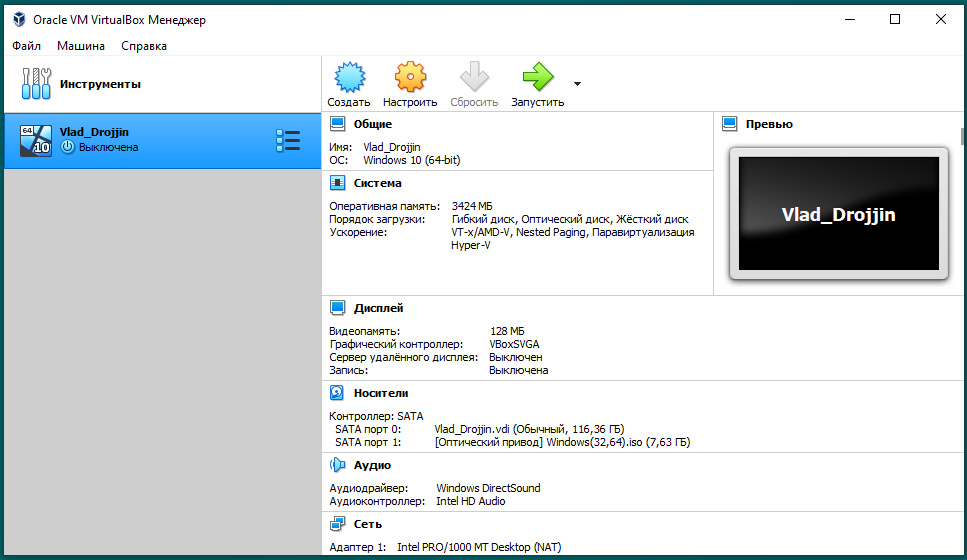 Oracle VM VirtualBox Менеджер
Файл Машина Справка
Инструменты
Создать Настроить Сбросить Запустить
64
10
Vlad_Drojjin
Выключена
Общие
Имя: Vlad_Drojjin
ОС: Windows 10 (64-bit)
Превью
Vlad_Drojjin
Система
Оперативная память: 3424 МБ
Порядок загрузки: Гибкий диск, Оптический диск, Жёсткий диск
Ускорение: VT-x/AMD-V, Nested Paging, Паравиртуализация
Hyper-V
Дисплей
Видеопамять: 128 МБ
Графический контроллер: VBoxSVGA
Сервер удалённого дисплея: Выключен
Запись: Выключена
Носители
Контроллер: SATA
SATA порт 0: Vlad_Drojjin.vdi (Обычный, 116,36 ГБ)
SATA порт 1: [Оптический привод] Windows(32,64).iso (7,63 ГБ)
Аудио
Аудиодрайвер: Windows DirectSound
Аудиоконтроллер: Intel HD Audio
Сеть
Адаптер 1: Intel PRO/1000 MT Desktop (NAT)